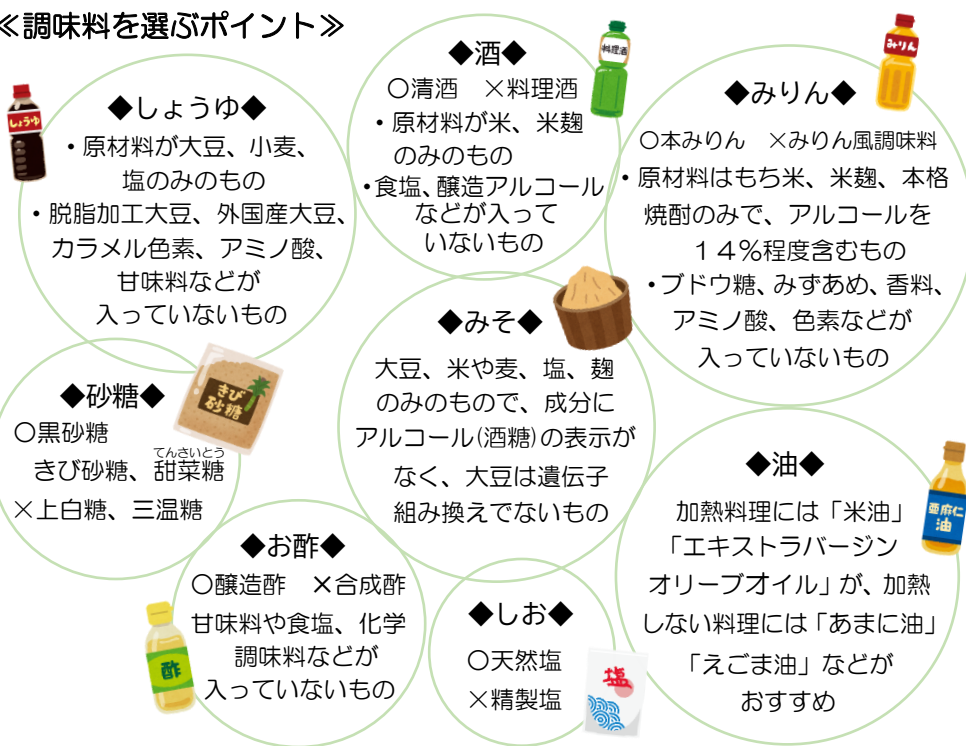 ≪調味料を選ぶポイント≫
◆しょうゆ◆
・原材料が大豆、小麦、
塩のみのもの
・脱脂加工大豆、外国産大豆、
カラメル色素、アミノ酸、
甘味料などが
入っていないもの
しょうゆ
◆酒◆
〇清酒　×料理酒
・原材料が米、米麹
のみのもの
・食塩、醸造アルコール
などが入って
いないもの
料理酒
◆みりん◆
〇本みりん　×みりん風調味料
・原材料はもち米、米麹、本格
焼酎のみで、アルコールを
１４％程度含むもの
・ブドウ糖、みずあめ、香料、
アミノ酸、色素などが
入っていないもの
みりん
◆砂糖◆
〇黒砂糖
てんさいとう
きび砂糖、甜菜糖
×上白糖、三温糖
きび
砂糖
◆みそ◆
大豆、米や麦、塩、麹
のみのもので、成分に
アルコール(酒糖)の表示が
なく、大豆は遺伝子
組み換えでないもの
◆油◆
加熱料理には「米油」
「エキストラバージン
オリーブオイル」が、加熱
しない料理には「あまに油」
「えごま油」などが
おすすめ
亜麻仁
油
◆お酢◆
〇醸造酢　×合成酢
甘味料や食塩、化学
調味料などが
入っていないもの
酢
◆しお◆
〇天然塩
×精製塩
塩